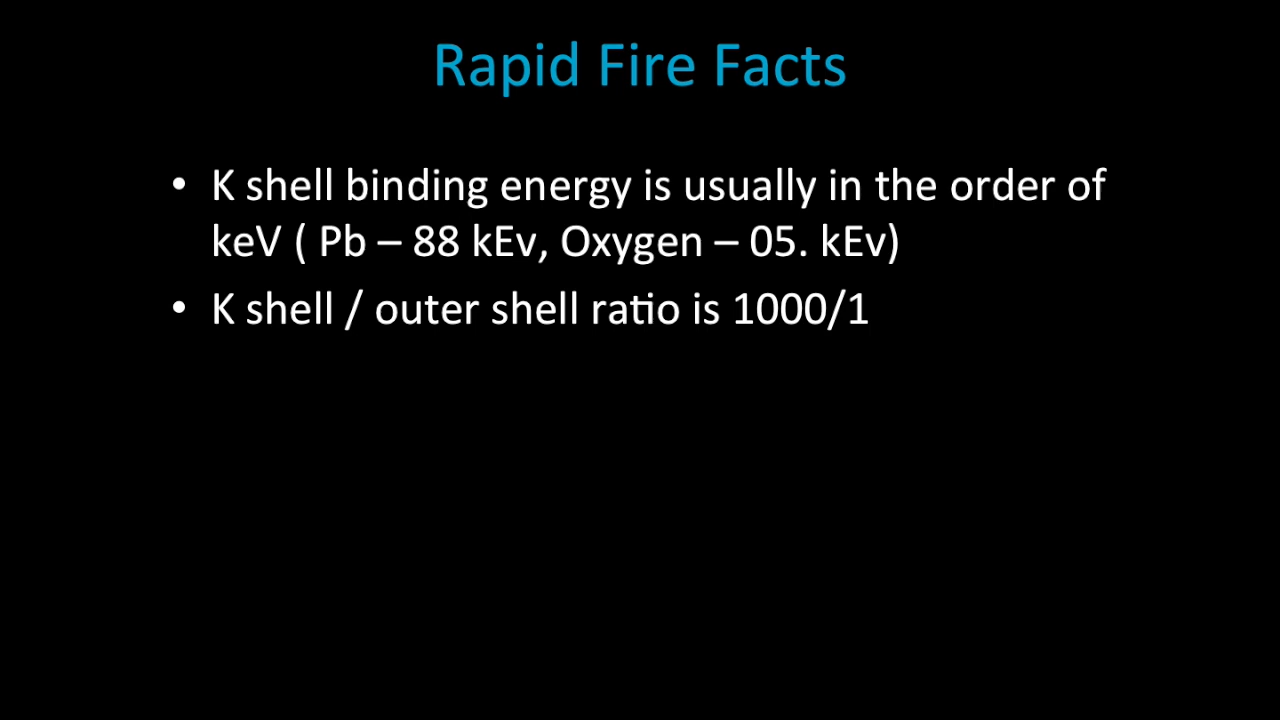 Rapid Fire Facts
• K shell binding energy is usually in the order of
keV ( Pb – 88 kEv, Oxygen – 05. kEv)
• K shell / outer shell ratio is 1000/1